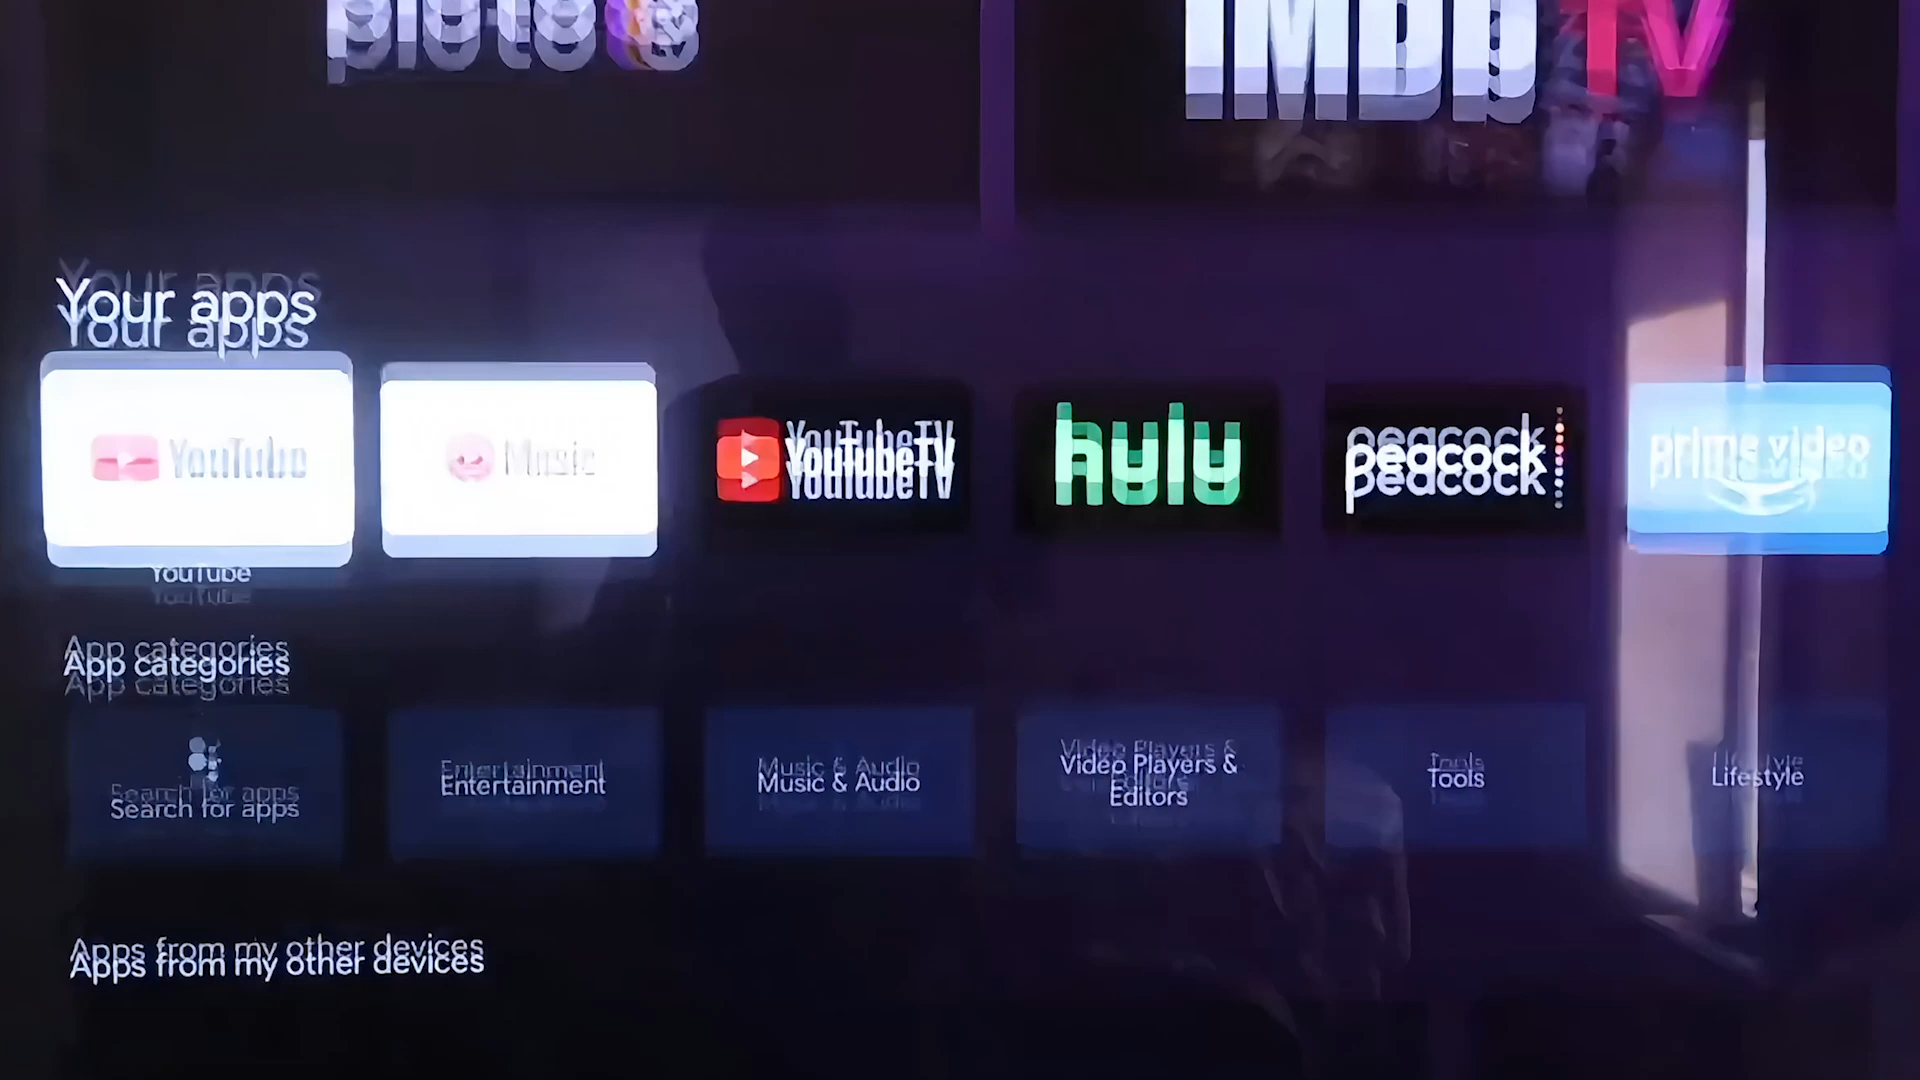 pluto tv
IMDb TV
Your apps
YouTube
Music
YouTubeTV
hulu
peacock
prime video
YouTube
App categories
Search for apps
Entertainment
Music & Audio
Video Players &
Editors
Tools
Lifestyle
Apps from my other devices